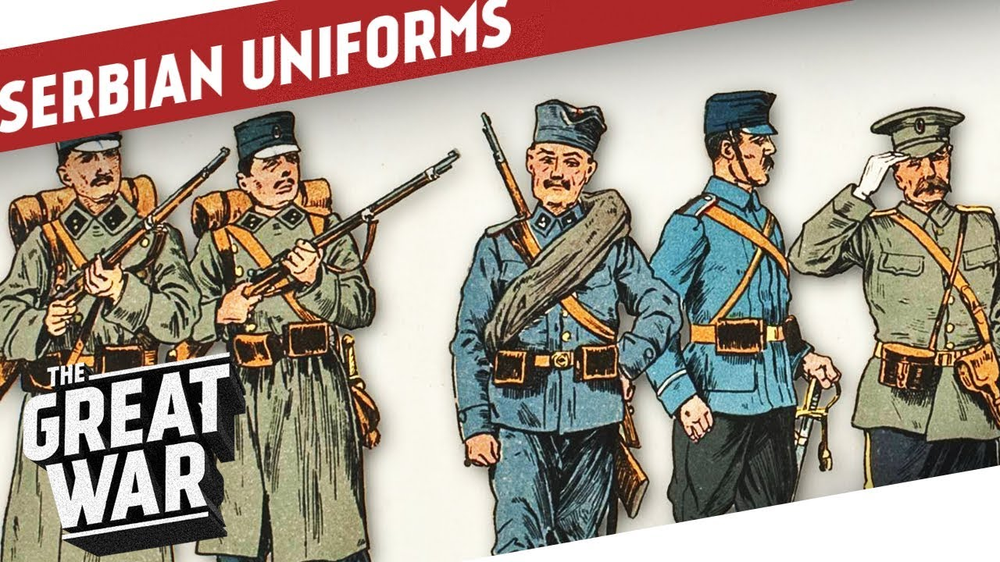 SERBIAN UNIFORMS
THE
GREAT
WAR